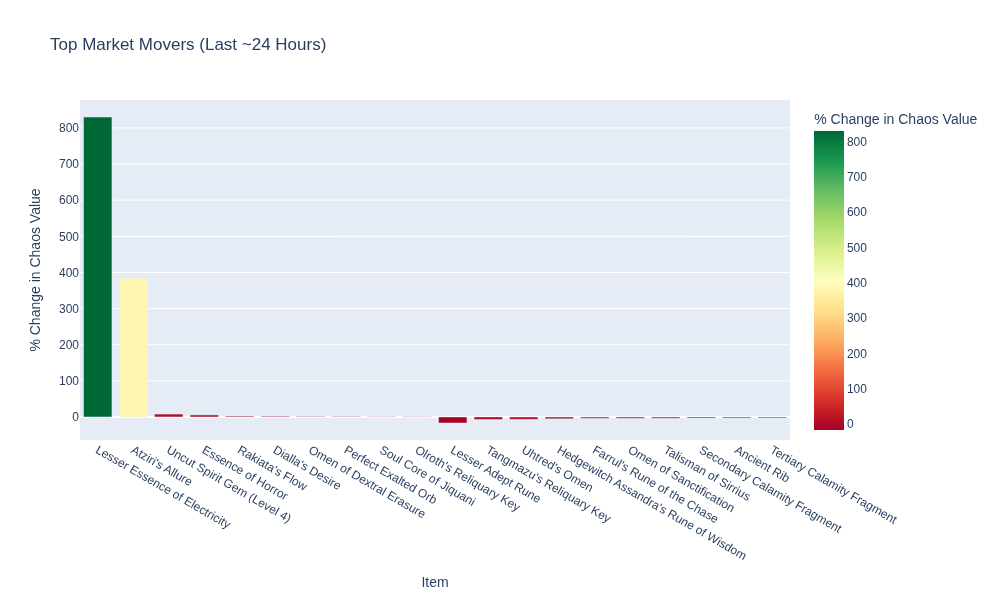 Top Market Movers (Last ~24 Hours)
% Change in Chaos Value
800
700
600
500
400
300
200
100
0
% Change in Chaos Value
800
700
600
500
400
300
200
100
0
Lesser Essence of Electricity
Atziri's Allure
Uncut Spirit Gem (Level 4)
Essence of Horror
Rakiata's Flow
Dialla's Desire
Omen of Dextral Erasure
Perfect Exalted Orb
Soul Core of Jiquani
Olroth's Reliquary Key
Lesser Adept Rune
Tangmazu's Reliquary Key
Uhtred's Omen
Hedgewitch Assandra's Rune of Wisdom
Farrul's Rune of the Chase
Omen of Sanctification
Talisman of Sirrius
Secondary Calamity Fragment
Ancient Rib
Tertiary Calamity Fragment
Item